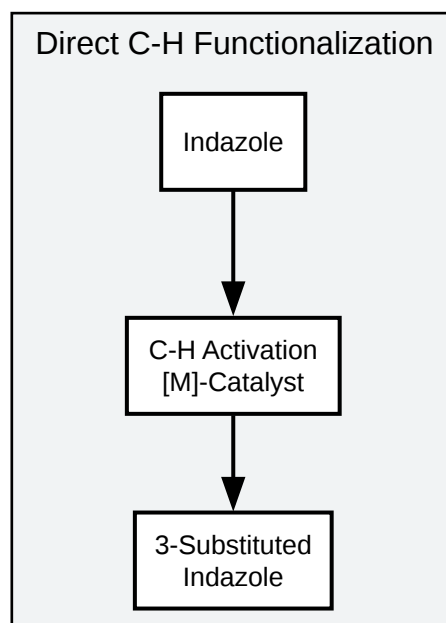 Direct C-H Functionalization
Indazole
C-H Activation
[M]-Catalyst
3-Substituted
Indazole